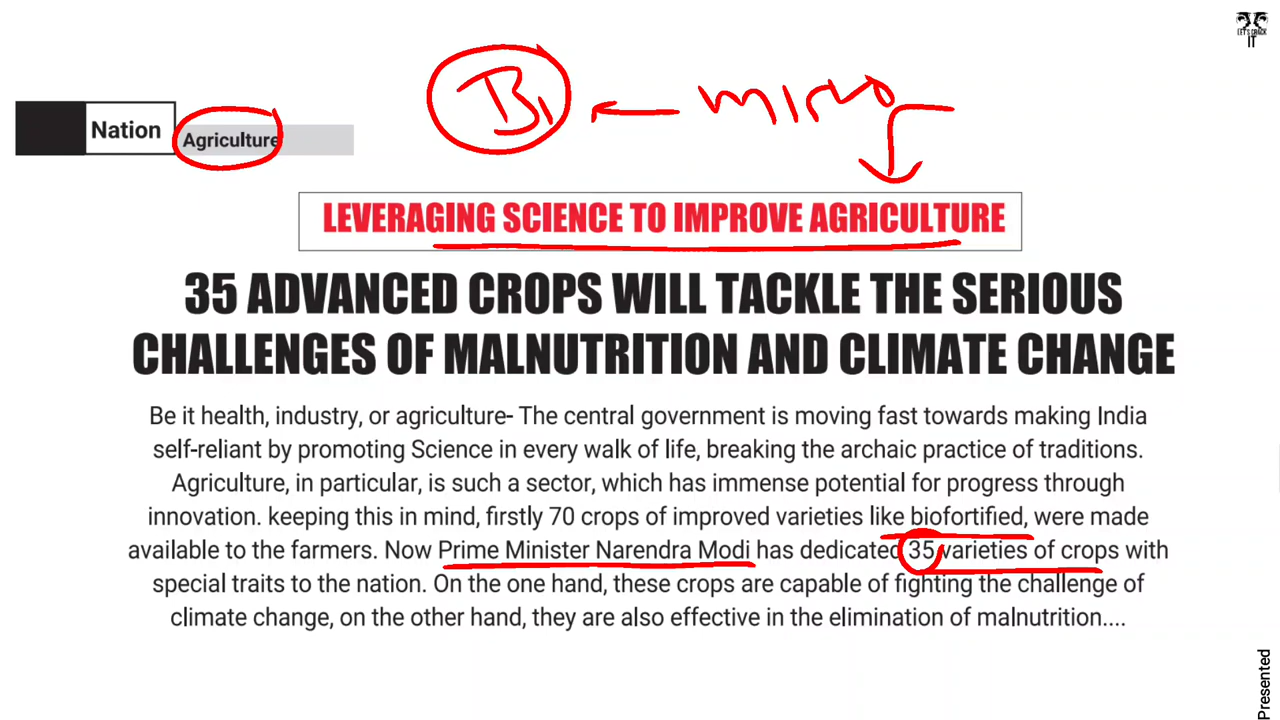 LET'S CRACK
IT
B1 ← micro
Nation
Agriculture
LEVERAGING SCIENCE TO IMPROVE AGRICULTURE
35 ADVANCED CROPS WILL TACKLE THE SERIOUS
CHALLENGES OF MALNUTRITION AND CLIMATE CHANGE
Be it health, industry, or agriculture- The central government is moving fast towards making India
self-reliant by promoting Science in every walk of life, breaking the archaic practice of traditions.
Agriculture, in particular, is such a sector, which has immense potential for progress through
innovation. keeping this in mind, firstly 70 crops of improved varieties like biofortified, were made
available to the farmers. Now Prime Minister Narendra Modi has dedicated 35 varieties of crops with
special traits to the nation. On the one hand, these crops are capable of fighting the challenge of
climate change, on the other hand, they are also effective in the elimination of malnutrition....
Presented